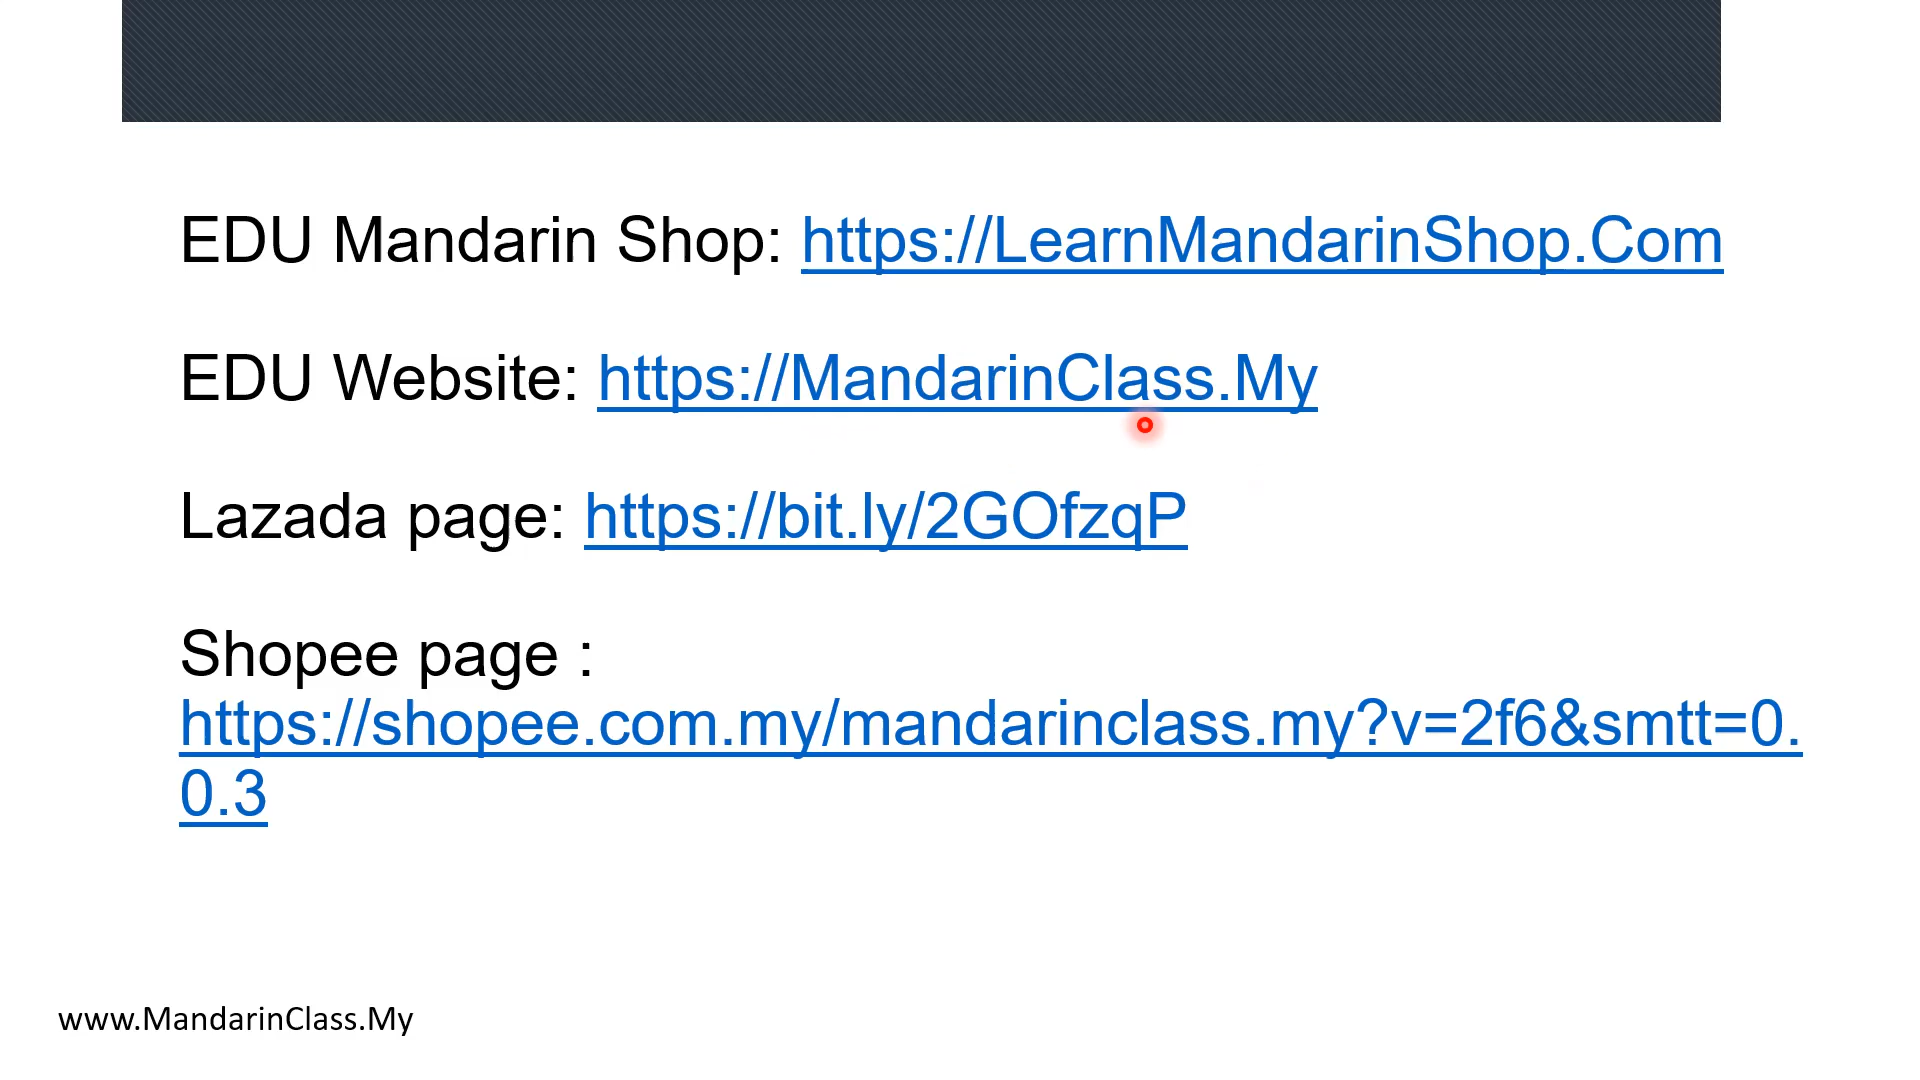 EDU Mandarin Shop: https://LearnMandarinShop.Com
EDU Website: https://MandarinClass.My
Lazada page: https://bit.ly/2GOfzqP
Shopee page :
https://shopee.com.my/mandarinclass.my?v=2f6&smtt=0.
0.3
www.MandarinClass.My